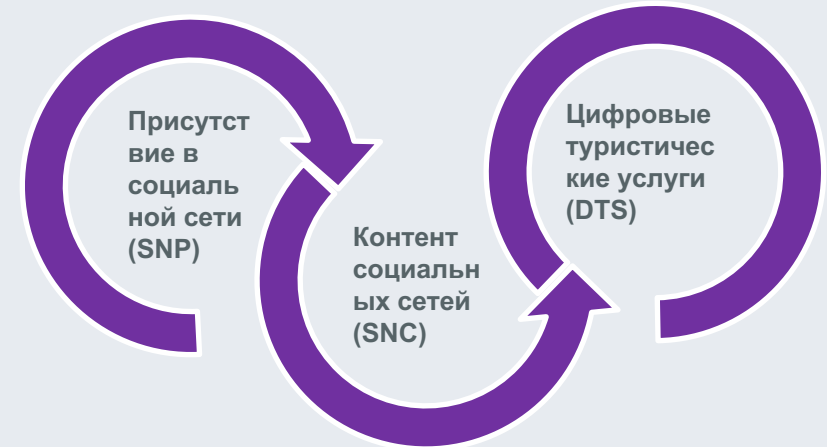 Присутст
вие в
социаль
ной сети
(SNP)
Контент
социальн
ых сетей
(SNC)
Цифровые
туристичес
кие услуги
(DTS)